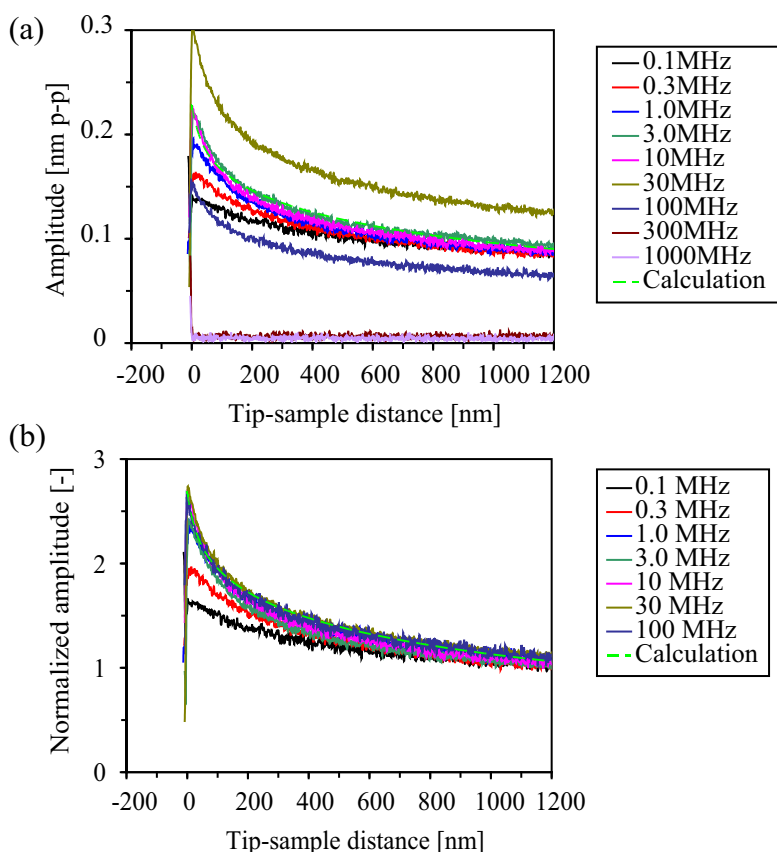 (a)
0.3
0.2
0.1
0
Amplitude [nm p-p]
-200
0
200
400
600
800
1000
1200
Tip-sample distance [nm]
0.1MHz
0.3MHz
1.0MHz
3.0MHz
10MHz
30MHz
100MHz
300MHz
1000MHz
Calculation
(b)
3
2
1
0
Normalized amplitude [-]
-200
0
200
400
600
800
1000
1200
Tip-sample distance [nm]
0.1 MHz
0.3 MHz
1.0 MHz
3.0 MHz
10 MHz
30 MHz
100 MHz
Calculation